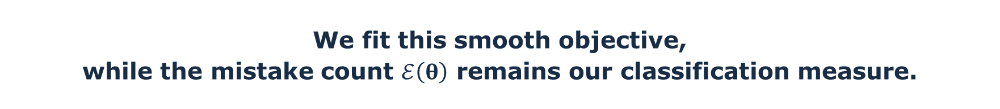 We fit this smooth objective,
while the mistake count ℰ(𝛉) remains our classification measure.